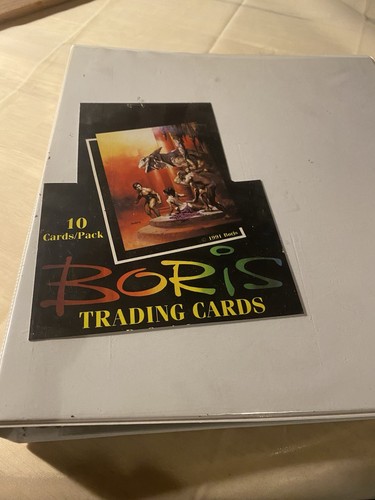 10
Cards/Pack
1991 Boris
BORiS
TRADING CARDS